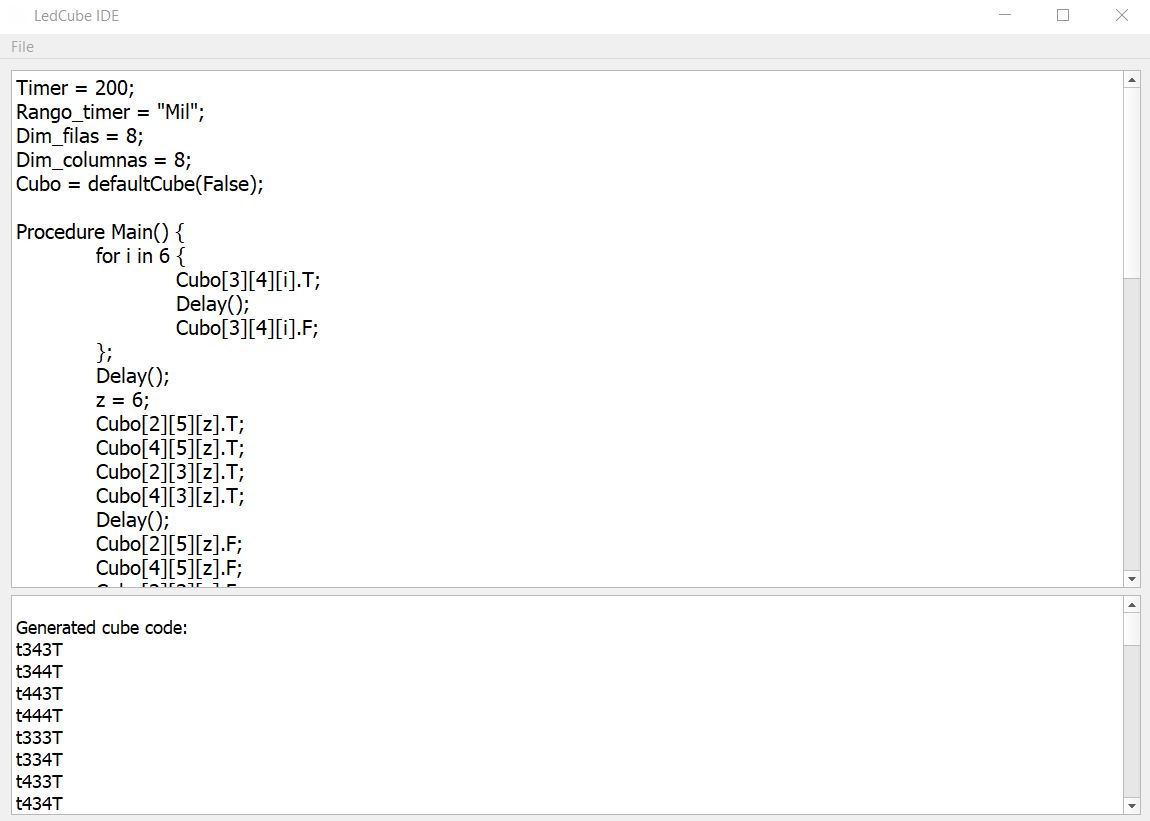 LedCube IDE
File
Timer = 200;
Rango_timer = "Mil";
Dim_filas = 8;
Dim_columnas = 8;
Cubo = defaultCube(False);
Procedure Main() {
for i in 6 {
Cubo[3][4][i].T;
Delay();
Cubo[3][4][i].F;
};
Delay();
z = 6;
Cubo[2][5][z].T;
Cubo[4][5][z].T;
Cubo[2][3][z].T;
Cubo[4][3][z].T;
Delay();
Cubo[2][5][z].F;
Cubo[4][5][z].F;
Generated cube code:
t343T
t344T
t443T
t444T
t333T
t334T
t433T
t434T